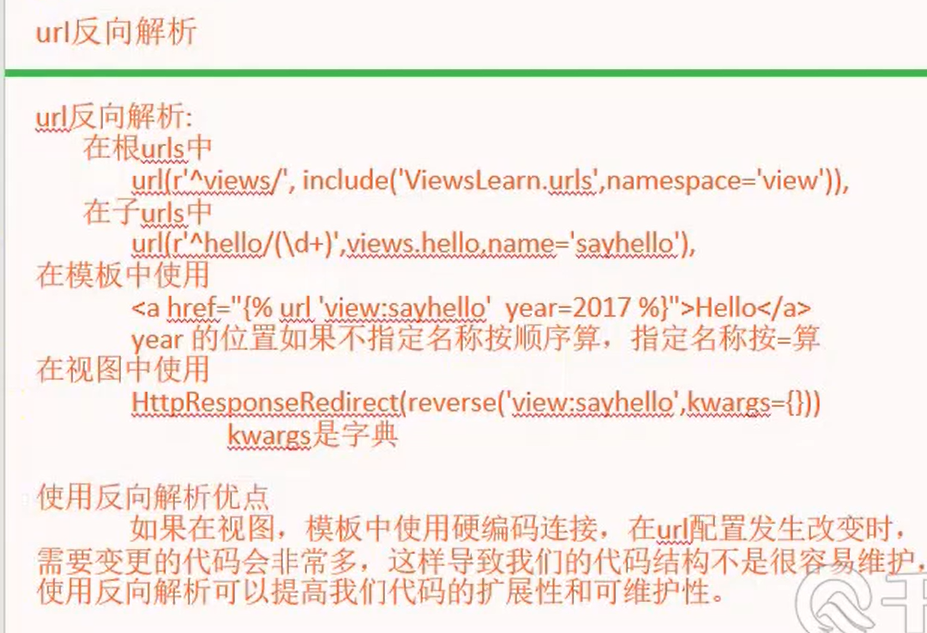 url反向解析
url反向解析:
在根urls中
url(r'^views/', include('ViewsLearn.urls',namespace='view')),
在子urls中
url(r'^hello/(\d+)',views.hello,name='sayhello'),
在模板中使用
<a href="{% url 'view:sayhello'  year=2017 %}">Hello</a>
year 的位置如果不指定名称按顺序算，指定名称按=算
在视图中使用
HttpResponseRedirect(reverse('view:sayhello',kwargs={}))
kwargs是字典
使用反向解析优点
如果在视图，模板中使用硬编码连接，在url配置发生改变时，
需要变更的代码会非常多，这样导致我们的代码结构不是很容易维护，
使用反向解析可以提高我们代码的扩展性和可维护性。